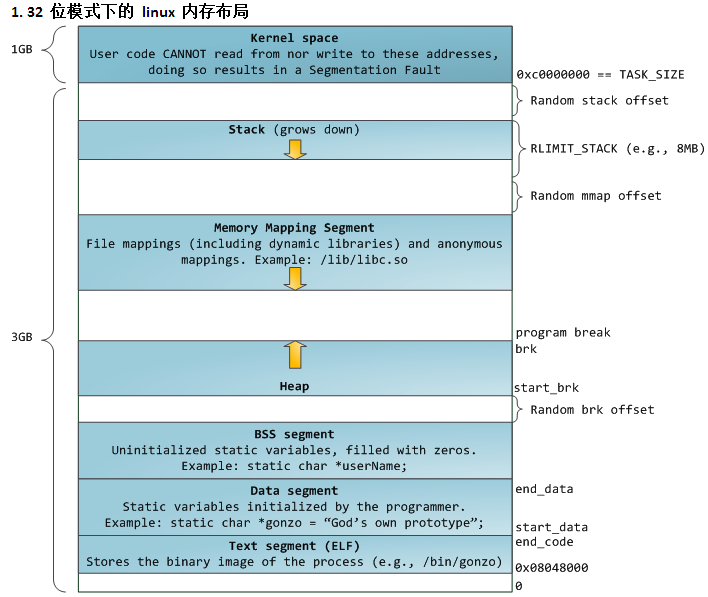 1. 32 位模式下的 linux 内存布局
1GB
Kernel space
User code CANNOT read from nor write to these addresses,
doing so results in a Segmentation Fault
0xc0000000 == TASK_SIZE
Random stack offset
Stack (grows down)
RLIMIT_STACK (e.g., 8MB)
Random mmap offset
Memory Mapping Segment
File mappings (including dynamic libraries) and anonymous
mappings. Example: /lib/libc.so
3GB
program break
brk
Heap
start_brk
Random brk offset
BSS segment
Uninitialized static variables, filled with zeros.
Example: static char *userName;
Data segment
end_data
Static variables initialized by the programmer.
Example: static char *gonzo = “God’s own prototype”;
start_data
end_code
Text segment (ELF)
Stores the binary image of the process (e.g., /bin/gonzo)
0x08048000
0